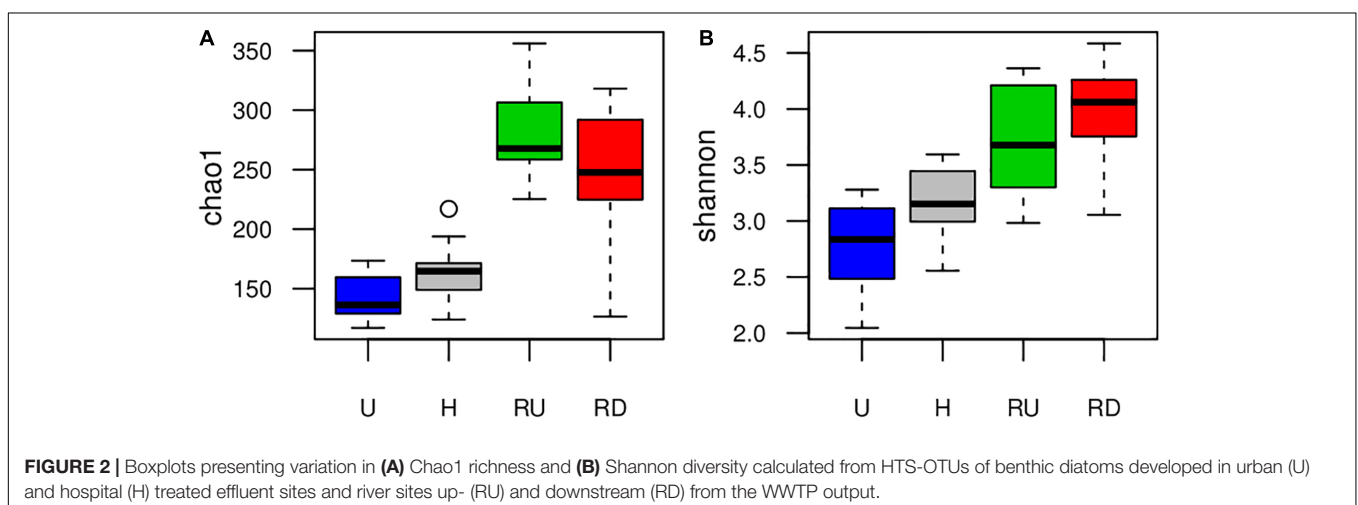 A
B
350
300
250
200
150
chao1
U H RU RD
4.5
4.0
3.5
3.0
2.5
2.0
shannon
U H RU RD
FIGURE 2 | Boxplots presenting variation in (A) Chao1 richness and (B) Shannon diversity calculated from HTS-OTUs of benthic diatoms developed in urban (U)
and hospital (H) treated effluent sites and river sites up- (RU) and downstream (RD) from the WWTP output.